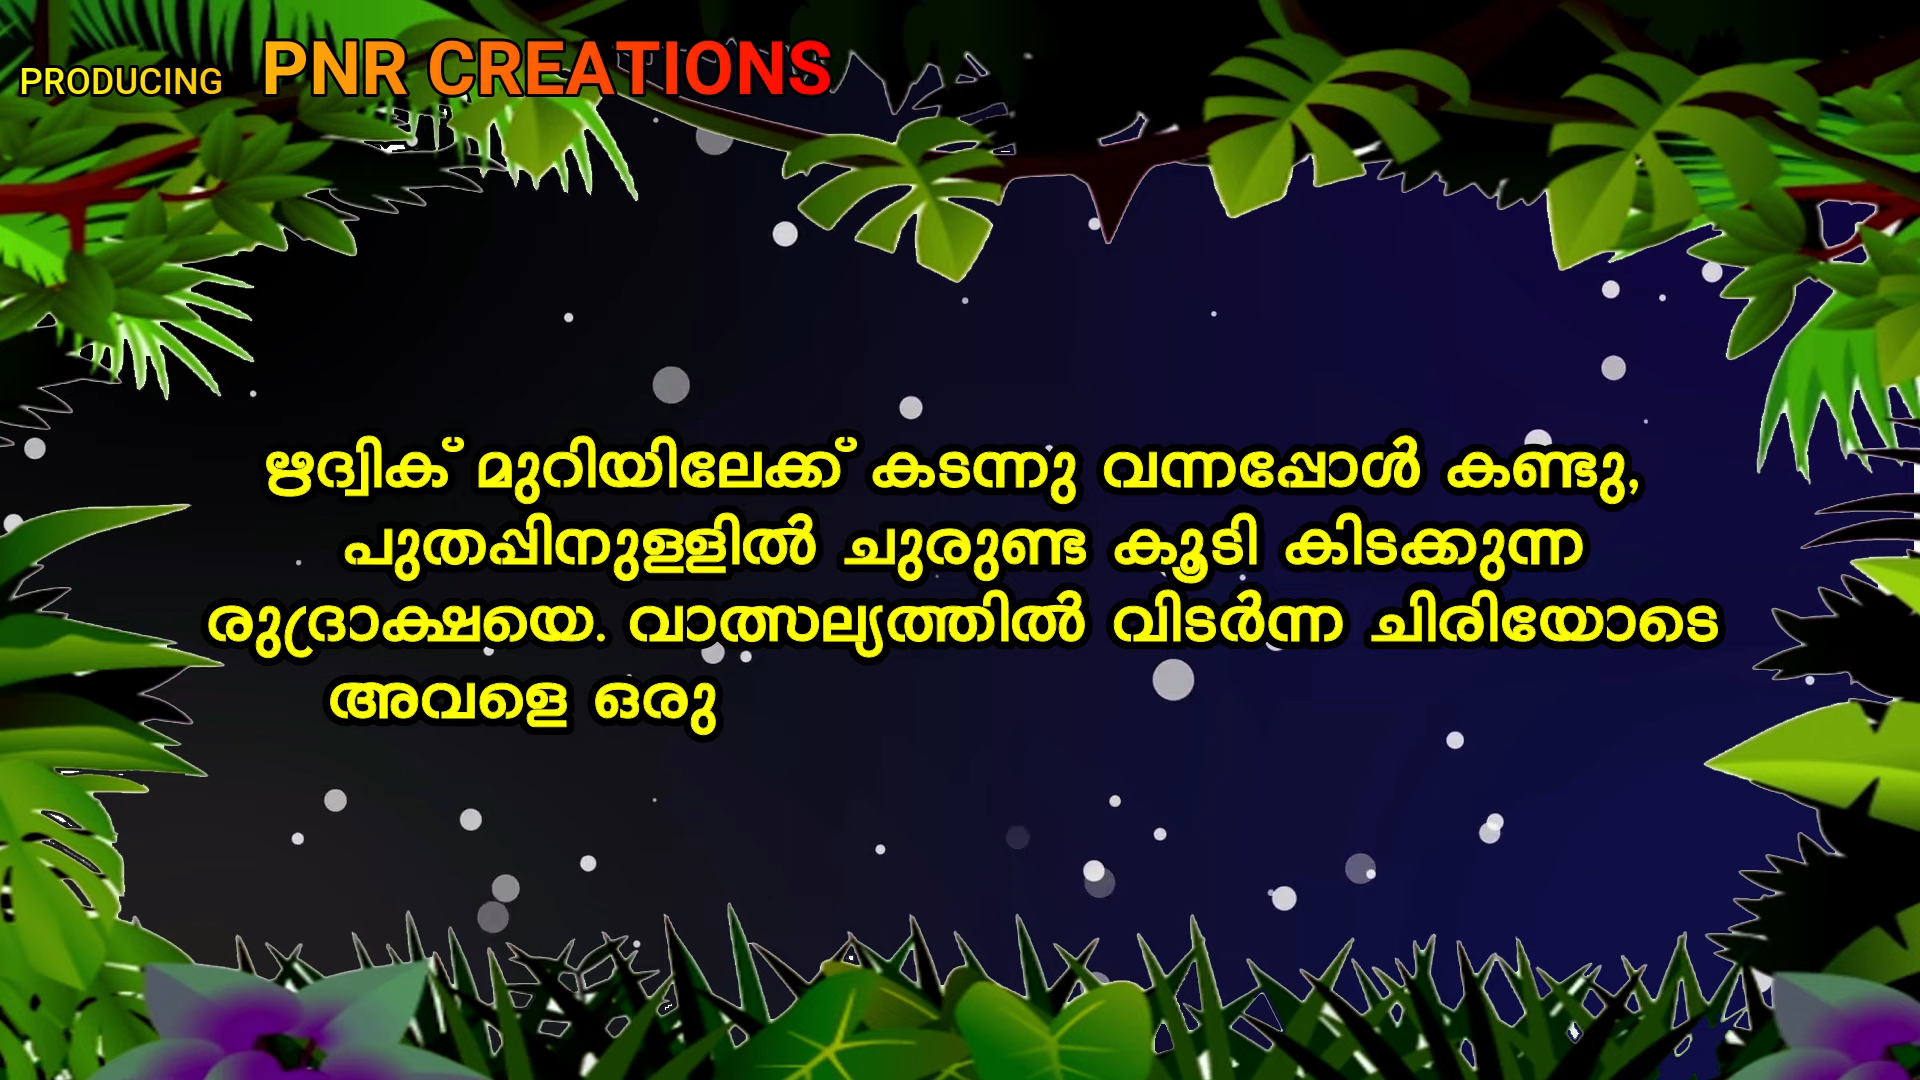 PRODUCING PNR CREATIONS
ഋദ്വിക് മുറിയിലേക്ക് കടന്നു വന്നപ്പോൾ കണ്ടു,
പുതപ്പിനുള്ളിൽ ചുരുണ്ട കൂടി കിടക്കുന്ന
രുദ്രാക്ഷയെ. വാത്സല്യത്തിൽ വിടർന്ന ചിരിയോടെ
അവളെ ഒരു